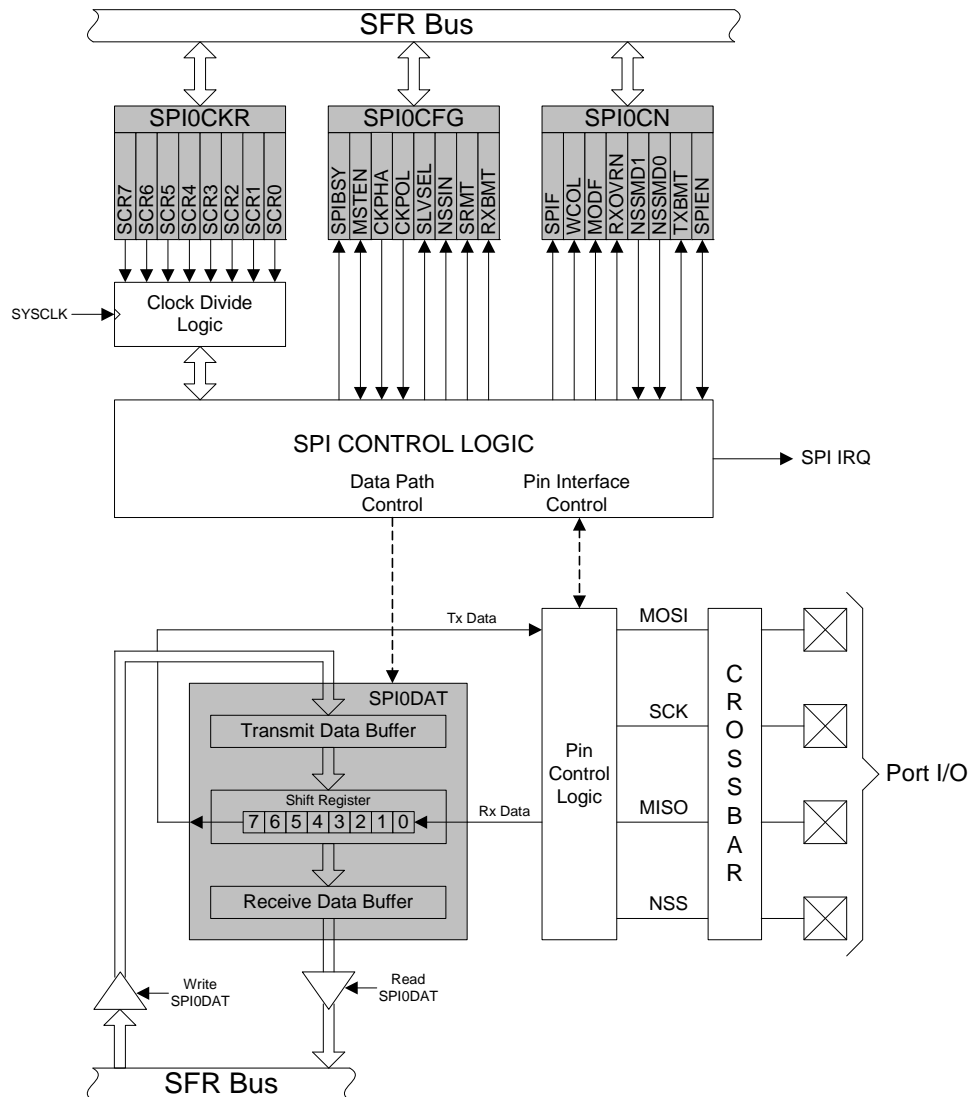 SFR Bus
SPI0CKR
SPI0CFG
SPI0CN
SCR7
SCR6
SCR5
SCR4
SCR3
SCR2
SCR1
SCR0
SPIBSY
MSTEN
CKPHA
CKPOL
SLVSEL
NSSIN
SRMT
RXBMT
SPIF
WCOL
MODF
RXOVRN
NSSMD1
NSSMD0
TXBMT
SPIEN
SYSCLK
Clock Divide
Logic
SPI CONTROL LOGIC
SPI IRQ
Data Path
Control
Pin Interface
Control
Tx Data
MOSI
SPI0DAT
Transmit Data Buffer
SCK
Shift Register
7 6 5 4 3 2 1 0
Rx Data
Pin
Control
Logic
MISO
Receive Data Buffer
NSS
CROSSBAR
Port I/O
Write
SPI0DAT
Read
SPI0DAT
SFR Bus